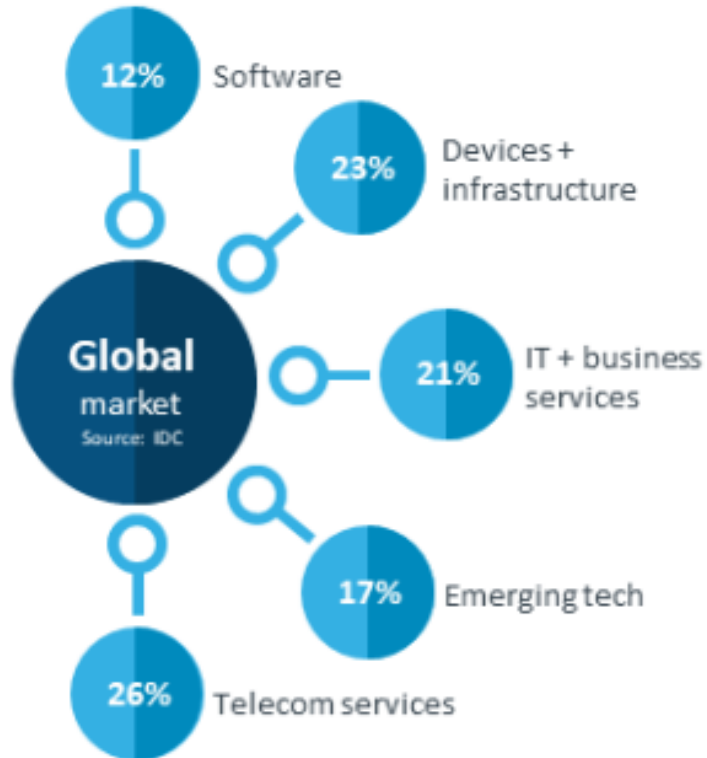 12%
Software
23%
Devices +
infrastructure
Global
market
Source: IDC
21%
IT + business
services
17%
Emerging tech
26%
Telecom services